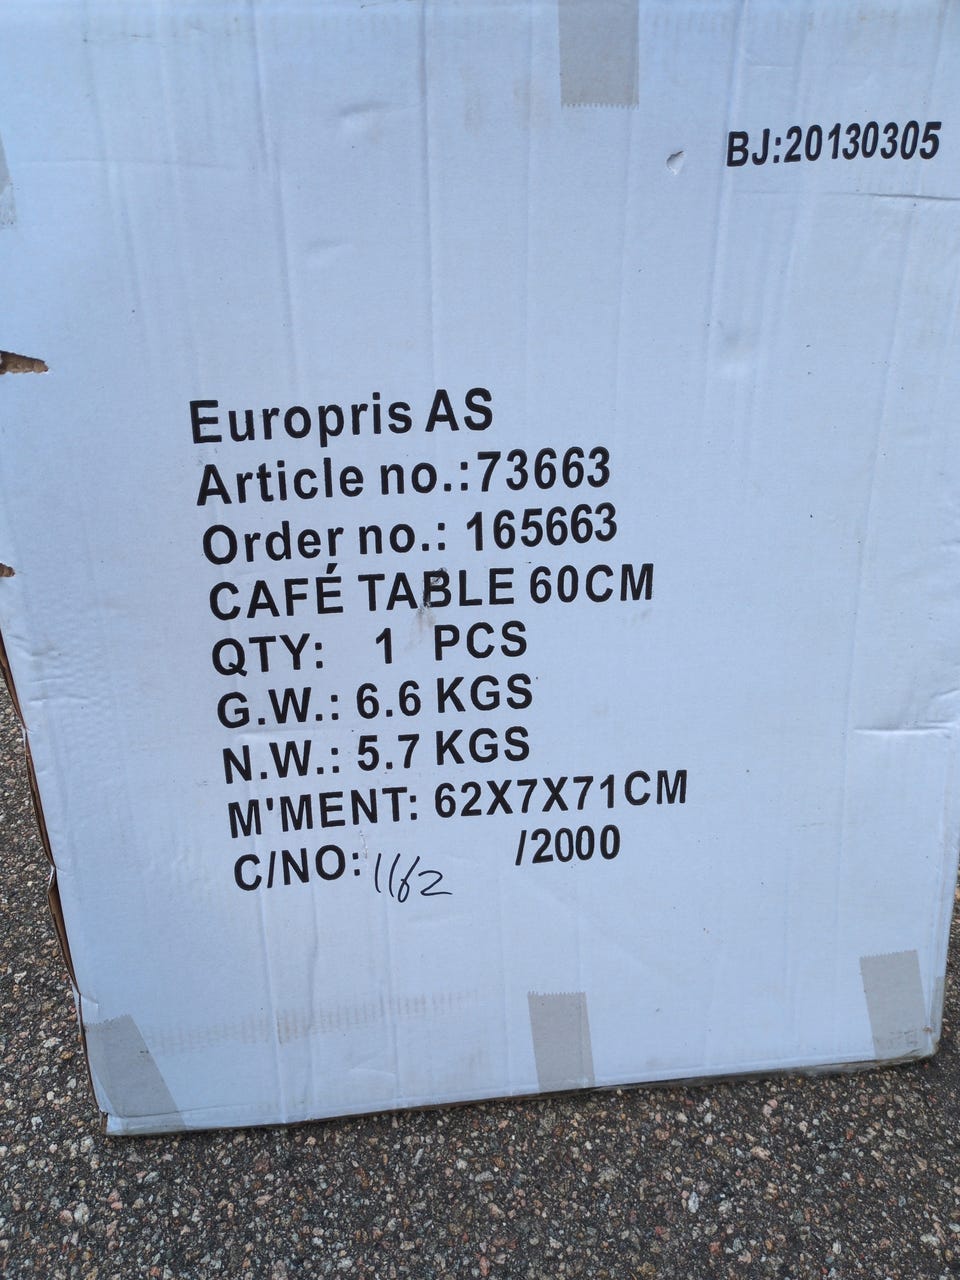 BJ:20130305
Europris AS
Article no.:73663
Order no.: 165663
CAFÉ TABLE 60CM
QTY: 1 PCS
G.W.: 6.6 KGS
N.W.: 5.7 KGS
M'MENT: 62X7X71CM
C/NO: 1162 /2000